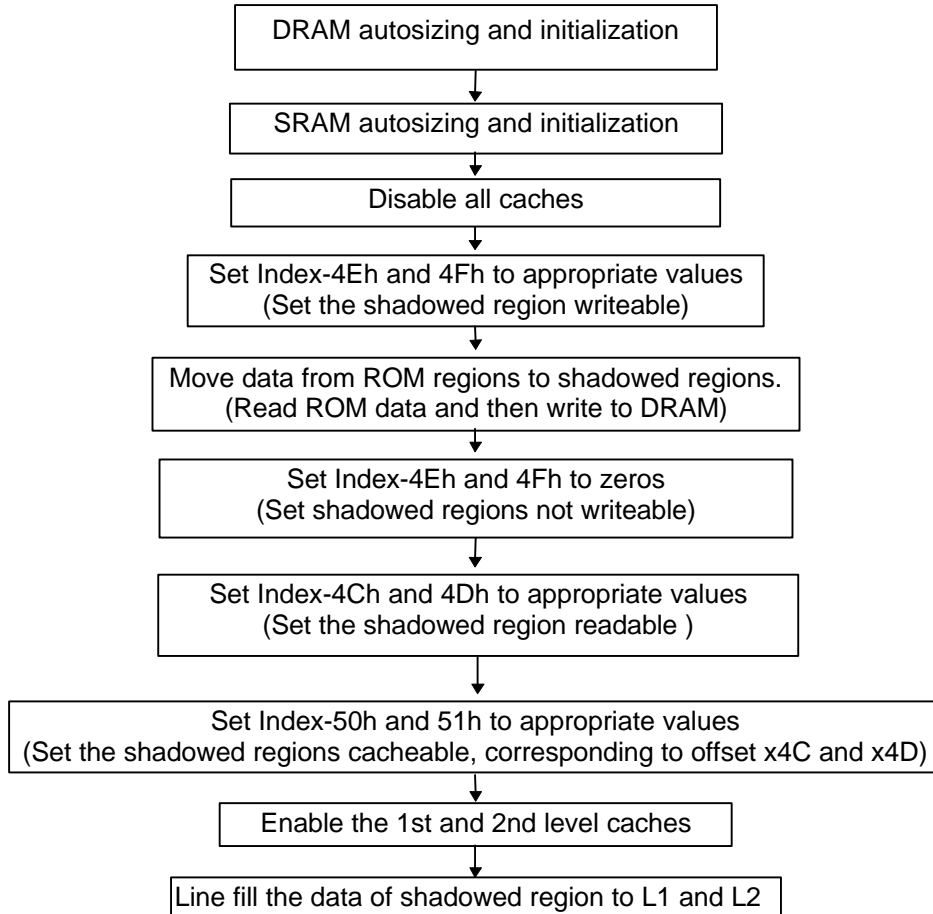 DRAM autosizing and initialization
SRAM autosizing and initialization
Disable all caches
Set Index-4Eh and 4Fh to appropriate values
(Set the shadowed region writeable)
Move data from ROM regions to shadowed regions.
(Read ROM data and then write to DRAM)
Set Index-4Eh and 4Fh to zeros
(Set shadowed regions not writeable)
Set Index-4Ch and 4Dh to appropriate values
(Set the shadowed region readable )
Set Index-50h and 51h to appropriate values
(Set the shadowed regions cacheable, corresponding to offset x4C and x4D)
Enable the 1st and 2nd level caches
Line fill the data of shadowed region to L1 and L2